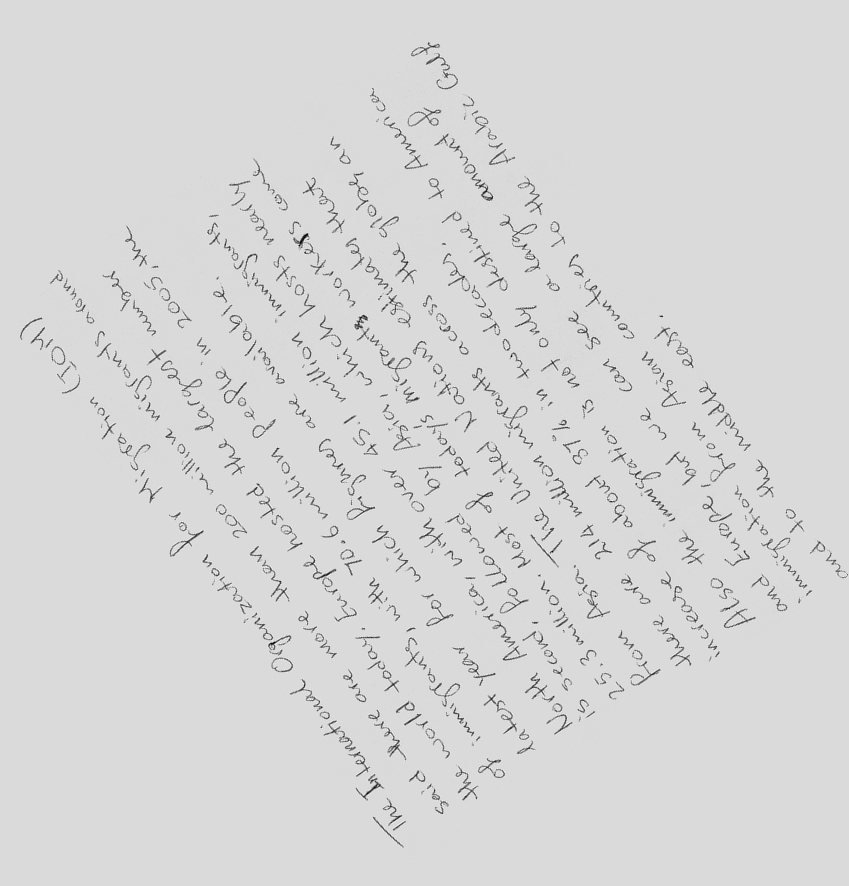 The International Organization for Migration (IOM)
said there are more than 200 million migrants around
the world today. Europe hosted the largest number
of immigrants, with 70.6 million people in 2005, the
latest year for which figures are available.
North America, with over 45.1 million immigrants,
is second, followed by Asia, which hosts nearly
25.3 million. Most of today's migrants workers come
from Asia. The United Nations estimates that
there are 214 million migrants across the globe, an
increase of about 37% in two decades.
Also the immigration is not only destined to America
and Europe, but we can see a large amount of
immigration from Asian countries to the Arabic Gulf
and to the middle east.